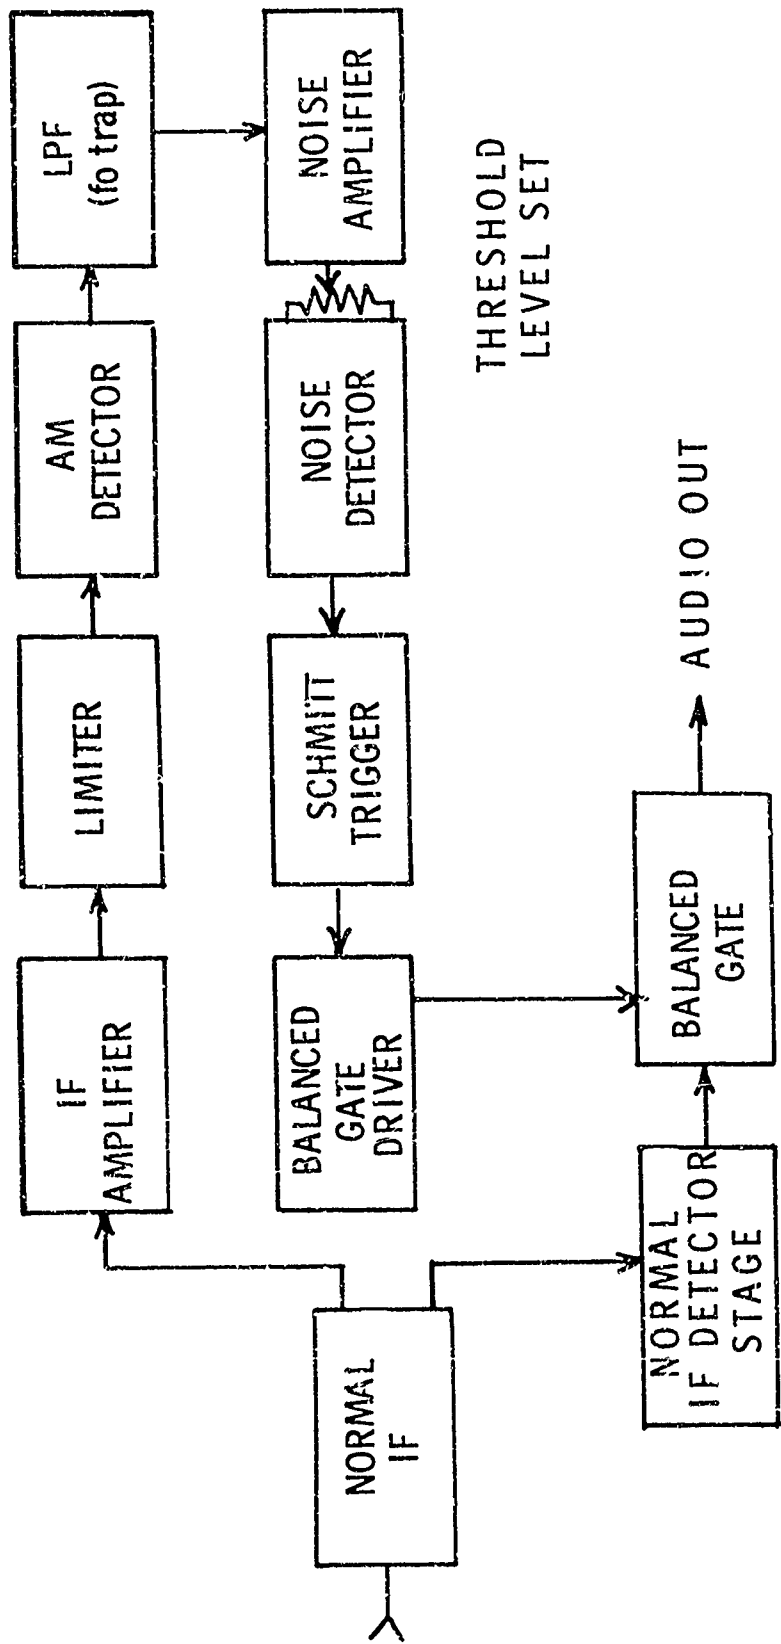 NORMAL
IF
IF
AMPLIFIER
LIMITER
AM
DETECTOR
LPF
(fo trap)
NOISE
AMPLIFIER
THRESHOLD
LEVEL SET
NOISE
DETECTOR
SCHMITT
TRIGGER
BALANCED
GATE
DRIVER
NORMAL
IF DETECTOR
STAGE
BALANCED
GATE
AUDIO OUT